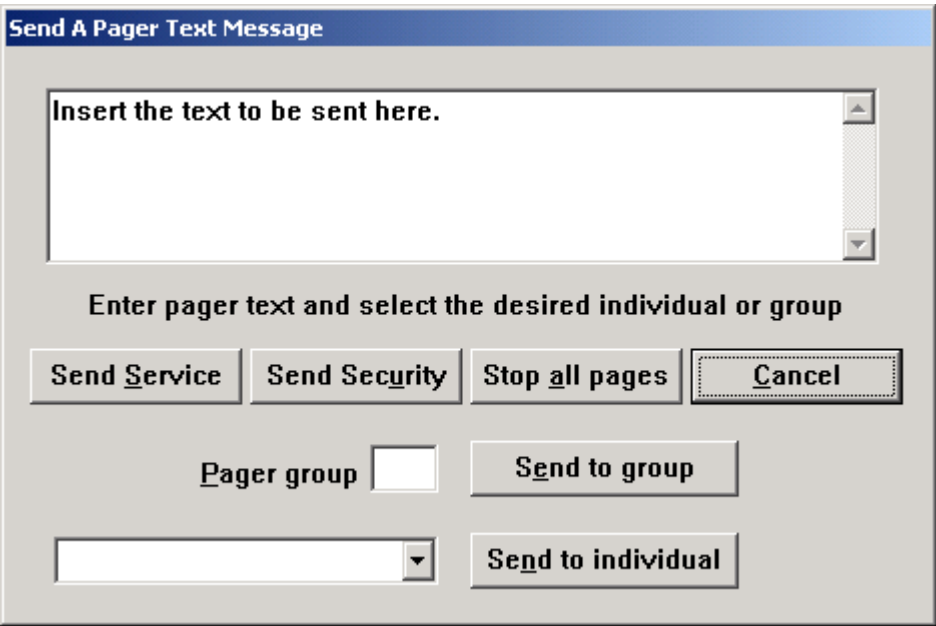 Send A Pager Text Message
Insert the text to be sent here.
Enter pager text and select the desired individual or group
Send Service Send Security Stop all pages Cancel
Pager group Send to group
Send to individual